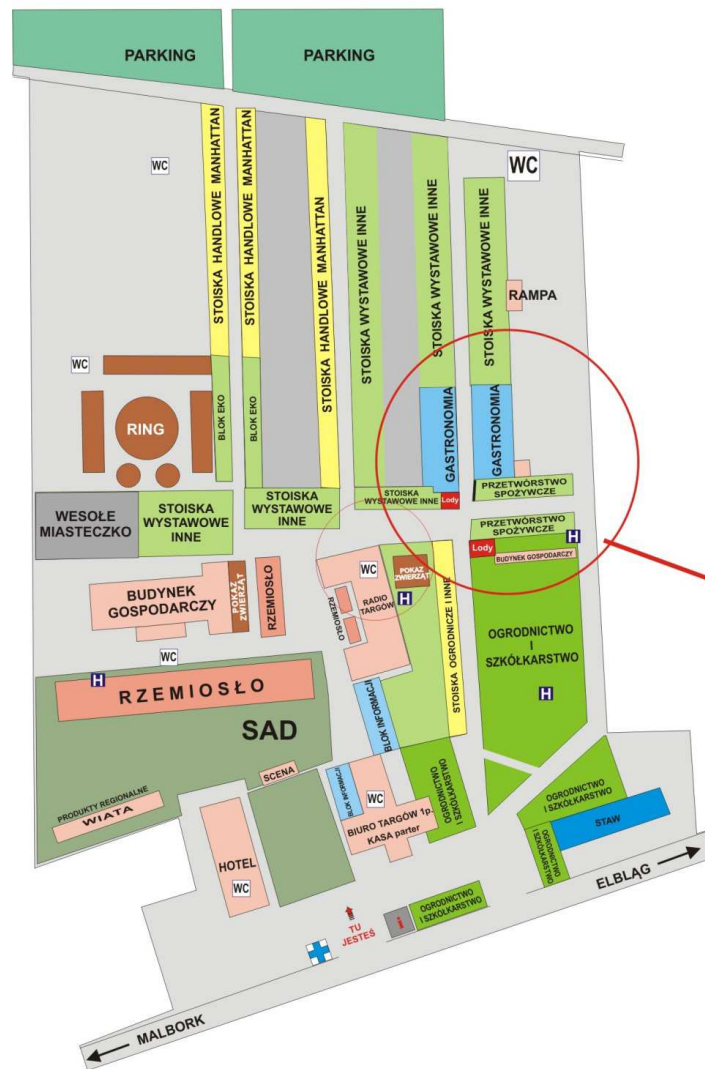 PARKING
PARKING
WC
WC
STOISKA HANDLOWE MANHATTAN
STOISKA HANDLOWE MANHATTAN
STOISKA HANDLOWE MANHATTAN
STOISKA WYSTAWOWE INNE
STOISKA WYSTAWOWE INNE
STOISKA WYSTAWOWE INNE
RAMPA
WC
RING
BLOK EKO
BLOK EKO
GASTRONOMIA
GASTRONOMIA
WESOŁE
MIASTECZKO
STOISKA
WYSTAWOWE
INNE
STOISKA
WYSTAWOWE
INNE
STOISKA
WYSTAWOWE INNE
Lody
PRZETWÓRSTWO
SPOŻYWCZE
PRZETWÓRSTWO
SPOŻYWCZE
Lody
BUDYNEK GOSPODARCZY
H
BUDYNEK
GOSPODARCZY
POKAZ
ZWIERZĄT
RZEMIOSŁO
WC
RADIO
TARGÓW
RZEMIOSŁO
POKAZ
ZWIERZĄT
H
STOISKA OGRODNICZE I INNE
OGRODNICTWO
I
SZKÓŁKARSTWO
H
WC
H
RZEMIOSŁO
SAD
BLOK INFORMACJI
SCENA
PRODUKTY REGIONALNE
WIATA
BLOK INFORMACJI
WC
BIURO TARGÓW 1p.
KASA parter
OGRODNICTWO
I SZKÓŁKARSTWO
OGRODNICTWO
I SZKÓŁKARSTWO
STAW
OGRODNICTWO
I SZKÓŁKARSTWO
HOTEL
WC
TU
JESTEŚ
i
OGRODNICTWO
I SZKÓŁKARSTWO
ELBLĄG
MALBORK